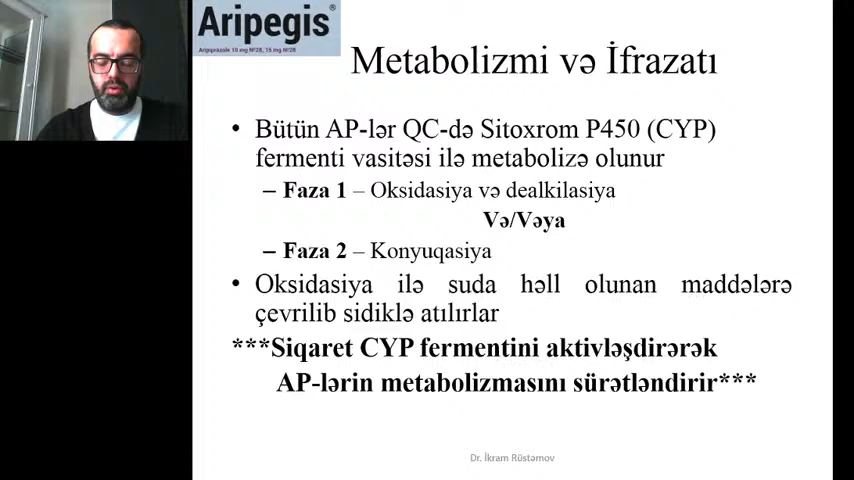 Aripegis®
Aripiprazole 10 mg №28, 15 mg №28
Metabolizmi və İfrazatı
• Bütün AP-lər QC-də Sitoxrom P450 (CYP)
fermenti vasitəsi ilə metabolizə olunur
– Faza 1 – Oksidasiya və dealkilasiya
Və/Vəya
– Faza 2 – Konyuqasiya
• Oksidasiya ilə suda həll olunan maddələrə
çevrilib sidiklə atılırlar
***Siqaret CYP fermentini aktivləşdirərək
AP-lərin metabolizmasını sürətləndirir***
Dr. İkram Rüstəmov